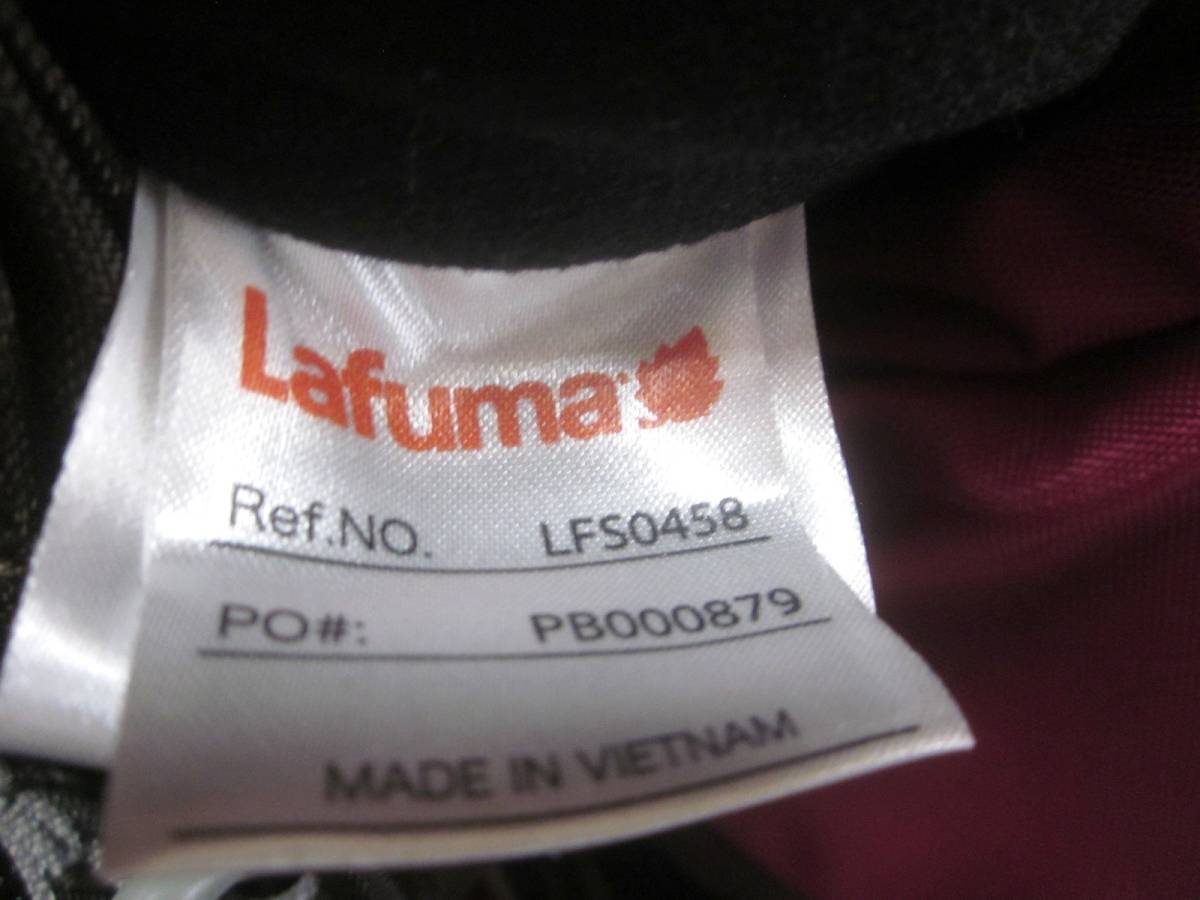 Lafuma
Ref.NO. LFS0458
PO#: PB000879
MADE IN VIETNAM